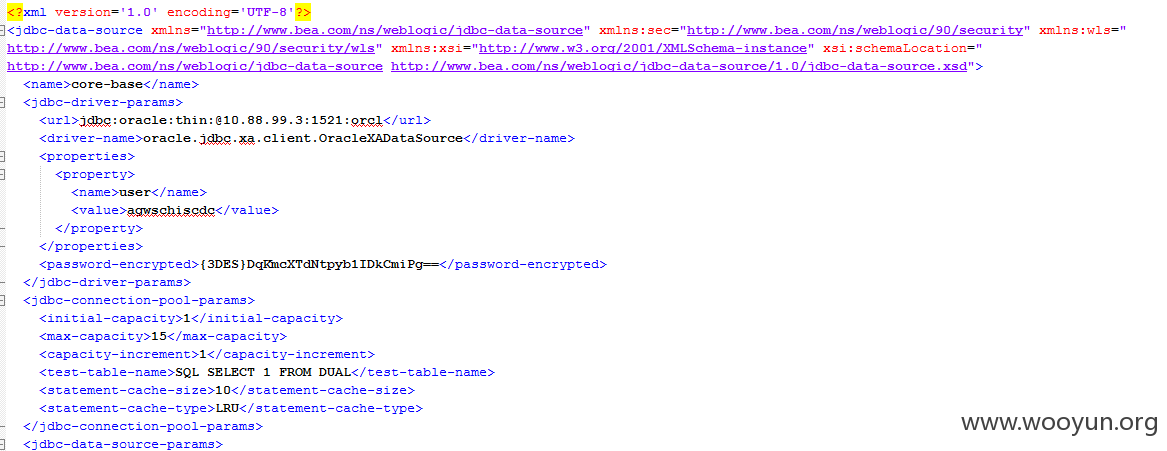 <?xml version='1.0' encoding='UTF-8'?>
<jdbc-data-source xmlns="http://www.bea.com/ns/weblogic/jdbc-data-source" xmlns:sec="http://www.bea.com/ns/weblogic/90/security" xmlns:wls="
http://www.bea.com/ns/weblogic/90/security/wls" xmlns:xsi="http://www.w3.org/2001/XMLSchema-instance" xsi:schemaLocation="
http://www.bea.com/ns/weblogic/jdbc-data-source http://www.bea.com/ns/weblogic/jdbc-data-source/1.0/jdbc-data-source.xsd">
<name>core-base</name>
<jdbc-driver-params>
<url>jdbc:oracle:thin:@10.88.99.3:1521:orcl</url>
<driver-name>oracle.jdbc.xa.client.OracleXADataSource</driver-name>
<properties>
<property>
<name>user</name>
<value>agwschiscdc</value>
</property>
</properties>
<password-encrypted>{3DES}DqKmcXTdNtpyb1IDkCmiPg==</password-encrypted>
</jdbc-driver-params>
<jdbc-connection-pool-params>
<initial-capacity>1</initial-capacity>
<max-capacity>15</max-capacity>
<capacity-increment>1</capacity-increment>
<test-table-name>SQL SELECT 1 FROM DUAL</test-table-name>
<statement-cache-size>10</statement-cache-size>
<statement-cache-type>LRU</statement-cache-type>
</jdbc-connection-pool-params>
<jdbc-data-source-params>
www.wooyun.org